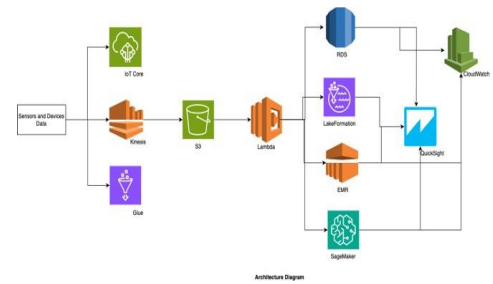 RDS
CloudWatch
IoT Core
Sensors and Devices
Data
Kinesis
S3
Lambda
LakeFormation
QuickSight
EMR
Glue
SageMaker
Architecture Diagram